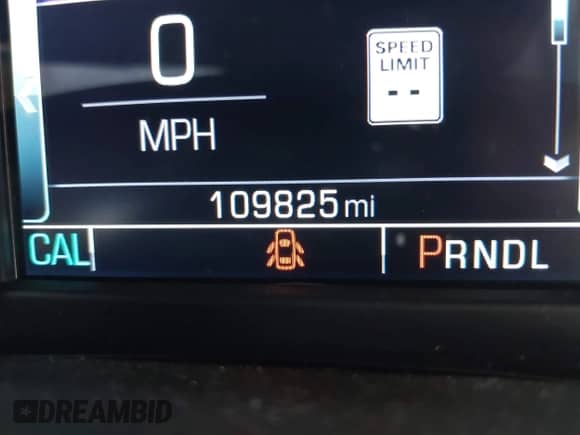 0
MPH
SPEED
LIMIT
--
109825 mi
CAL
PRNDL
DREAMBID